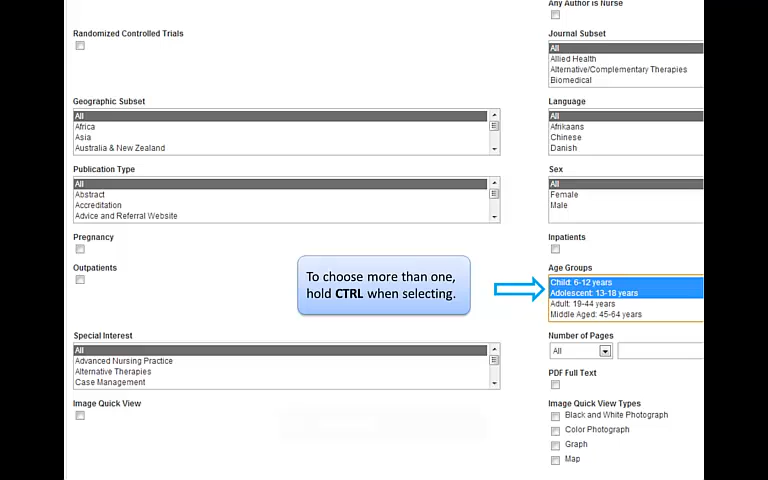 Any Author is Nurse
Randomized Controlled Trials
Journal Subset
All
Allied Health
Alternative/Complementary Therapies
Biomedical
Geographic Subset
All
Africa
Asia
Australia & New Zealand
Language
All
Afrikaans
Chinese
Danish
Publication Type
All
Abstract
Accreditation
Advice and Referral Website
Sex
All
Female
Male
Pregnancy
Inpatients
Outpatients
To choose more than one,
hold CTRL when selecting.
Age Groups
Child: 6-12 years
Adolescent: 13-18 years
Adult: 19-44 years
Middle Aged: 45-64 years
Special Interest
All
Advanced Nursing Practice
Alternative Therapies
Case Management
Number of Pages
All
PDF Full Text
Image Quick View
Image Quick View Types
Black and White Photograph
Color Photograph
Graph
Map